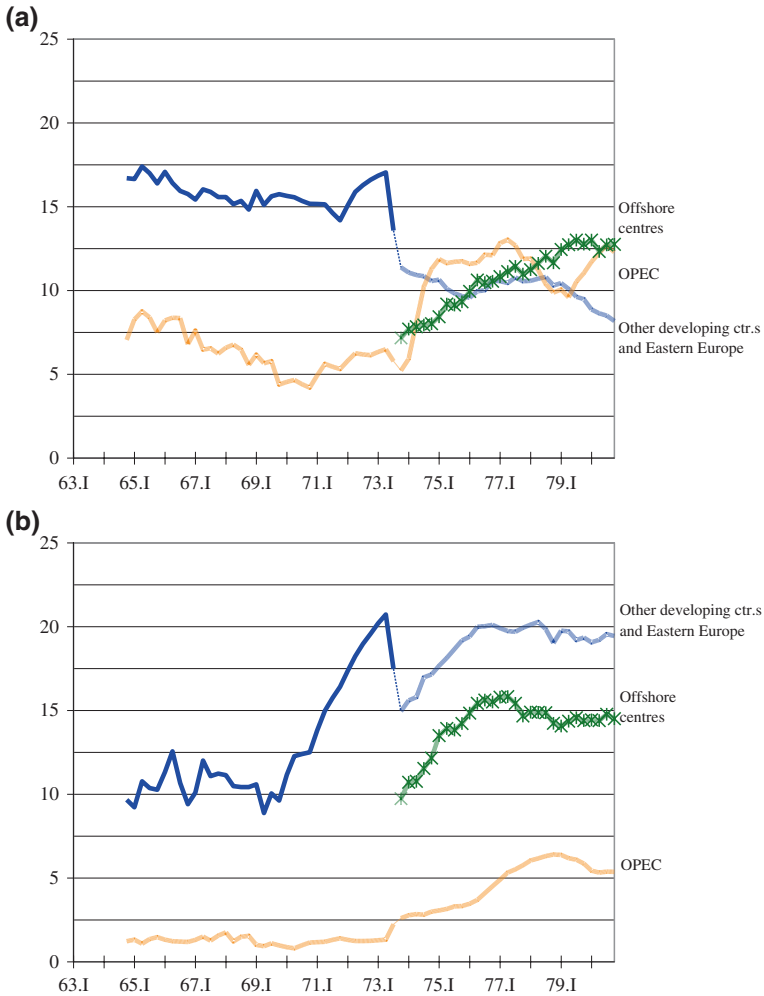 (a)
25
20
15
10
5
0
63.I 65.I 67.I 69.I 71.I 73.I 75.I 77.I 79.I
Offshore
centres
OPEC
Other developing ctr.s
and Eastern Europe
(b)
25
20
15
10
5
0
63.I 65.I 67.I 69.I 71.I 73.I 75.I 77.I 79.I
Other developing ctr.s
and Eastern Europe
Offshore
centres
OPEC